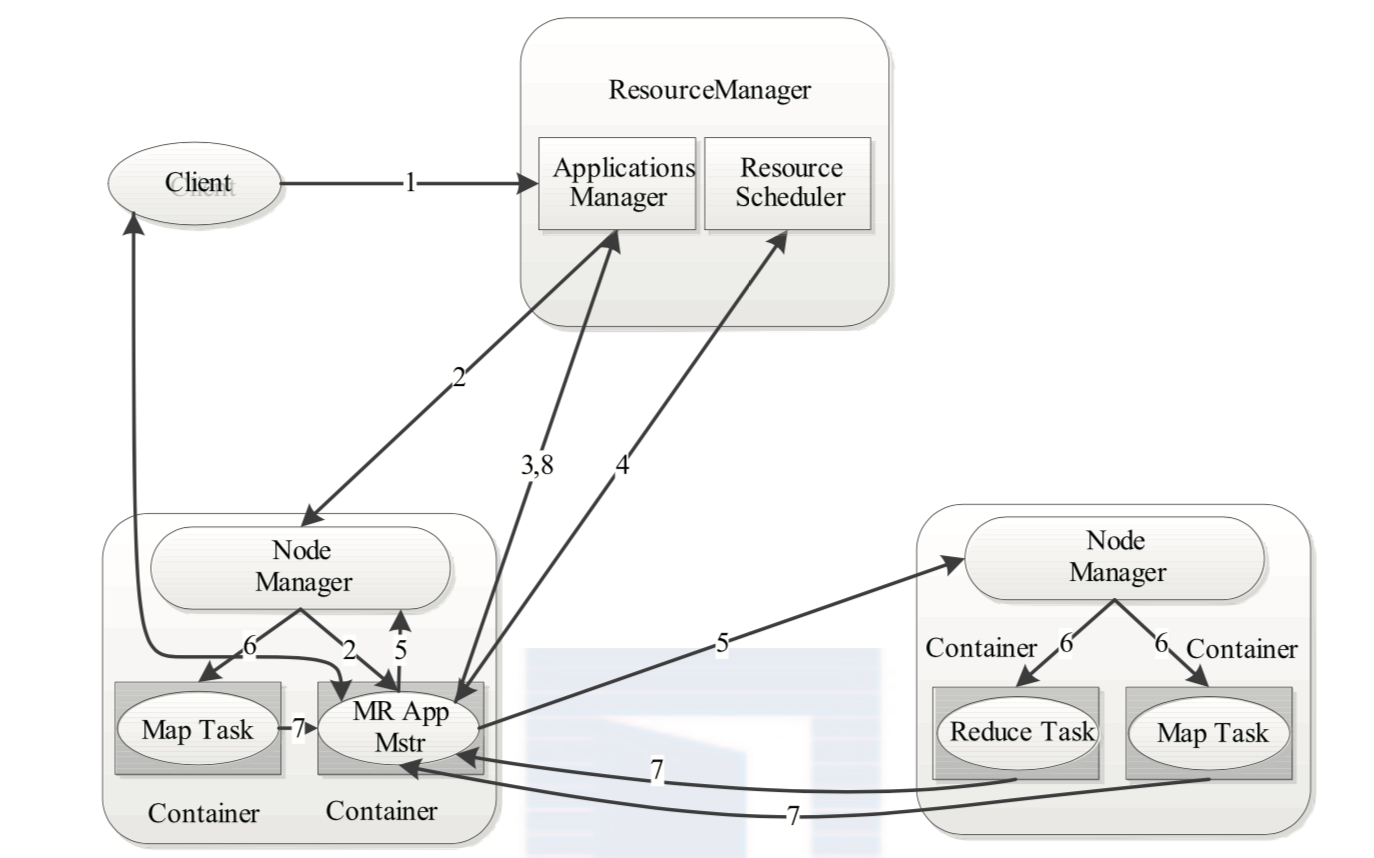 ResourceManager
Client
1
Applications
Manager
Resource
Scheduler
2
3,8
4
Node
Manager
6
2
5
Map Task
7
MR App
Mstr
Container
Container
5
7
7
Node
Manager
Container
6
6
Container
Reduce Task
Map Task